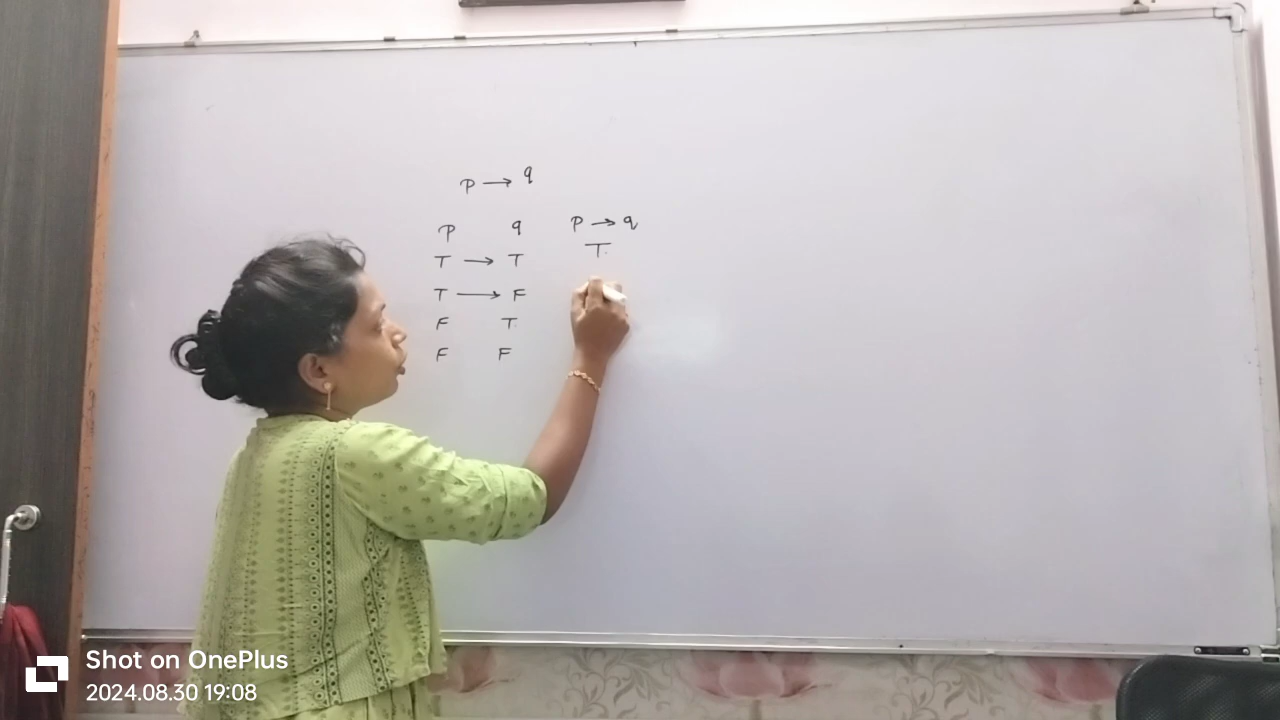 P → q
P q P → q
T → T T
T → F
F T
F F
Shot on OnePlus
2024.08.30 19:08